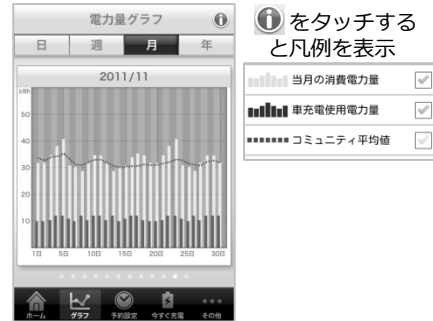 電力量グラフ
日 週 月 年
2011/11
kWh
50
40
30
20
10
1日 5日 10日 15日 20日 25日 30日
ホーム グラフ 予約設定 今すぐ充電 その他
i をタッチする
と凡例を表示
当月の消費電力量
車充電使用電力量
コミュニティ平均値